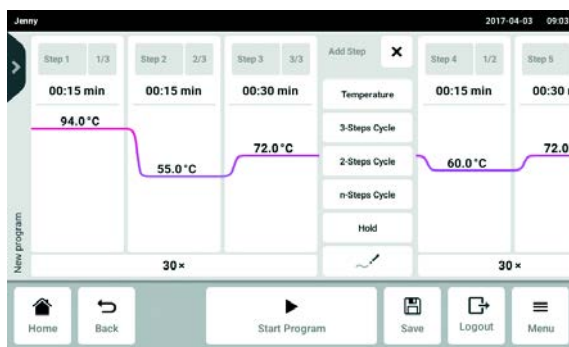 Jenny 2017-04-03 09:03
Step 1 1/3 Step 2 2/3 Step 3 3/3 Add Step Step 4 1/2 Step 5
00:15 min 00:15 min 00:30 min Temperature 00:15 min 00:30
94.0°C 3-Steps Cycle
55.0°C 72.0°C 2-Steps Cycle 60.0°C 72.0
n-Steps Cycle
Hold
New program
30× 30×
Home Back Start Program Save Logout Menu